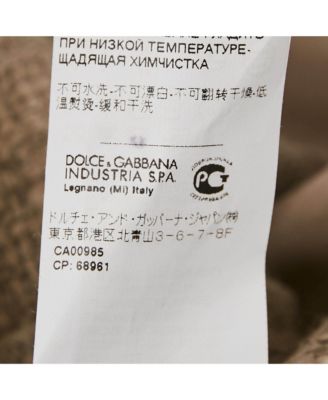 ПРИ НИЗКОЙ ТЕМПЕРАТУРЕ-
ЩАДЯЩАЯ ХИМЧИСТКА
不可水洗-不可漂白-不可翻转干燥-低
温熨烫-缓和干洗
DOLCE & GABBANA
INDUSTRIA S.P.A.
Legnano (Mi) Italy
ドルチェ・アンド・ガッバーナ・ジャパン㈱
東京都港区北青山3-6-7-8F
CA00985
CP: 68961